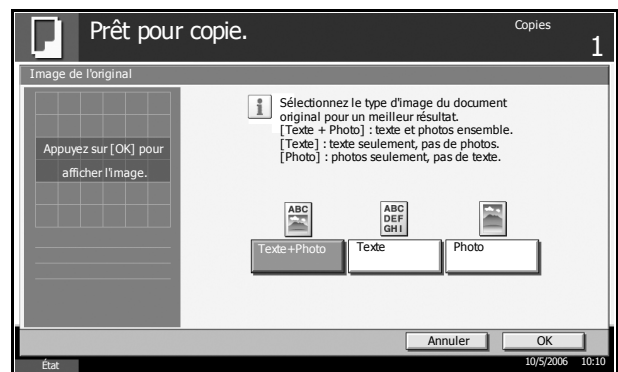 Prêt pour copie.
Copies
1
Image de l'original
Appuyez sur [OK] pour
afficher l'image.
Sélectionnez le type d'image du document
original pour un meilleur résultat.
[Texte + Photo] : texte et photos ensemble.
[Texte] : texte seulement, pas de photos.
[Photo] : photos seulement, pas de texte.
ABC
ABC
DEF
GHI
Texte+Photo
Texte
Photo
Annuler
OK
État
10/5/2006 10:10